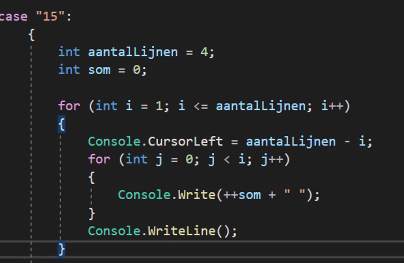 case "15":
{
int aantalLijnen = 4;
int som = 0;
for (int i = 1; i <= aantalLijnen; i++)
{
Console.CursorLeft = aantalLijnen - i;
for (int j = 0; j < i; j++)
{
Console.Write(++som + " ");
}
Console.WriteLine();
}